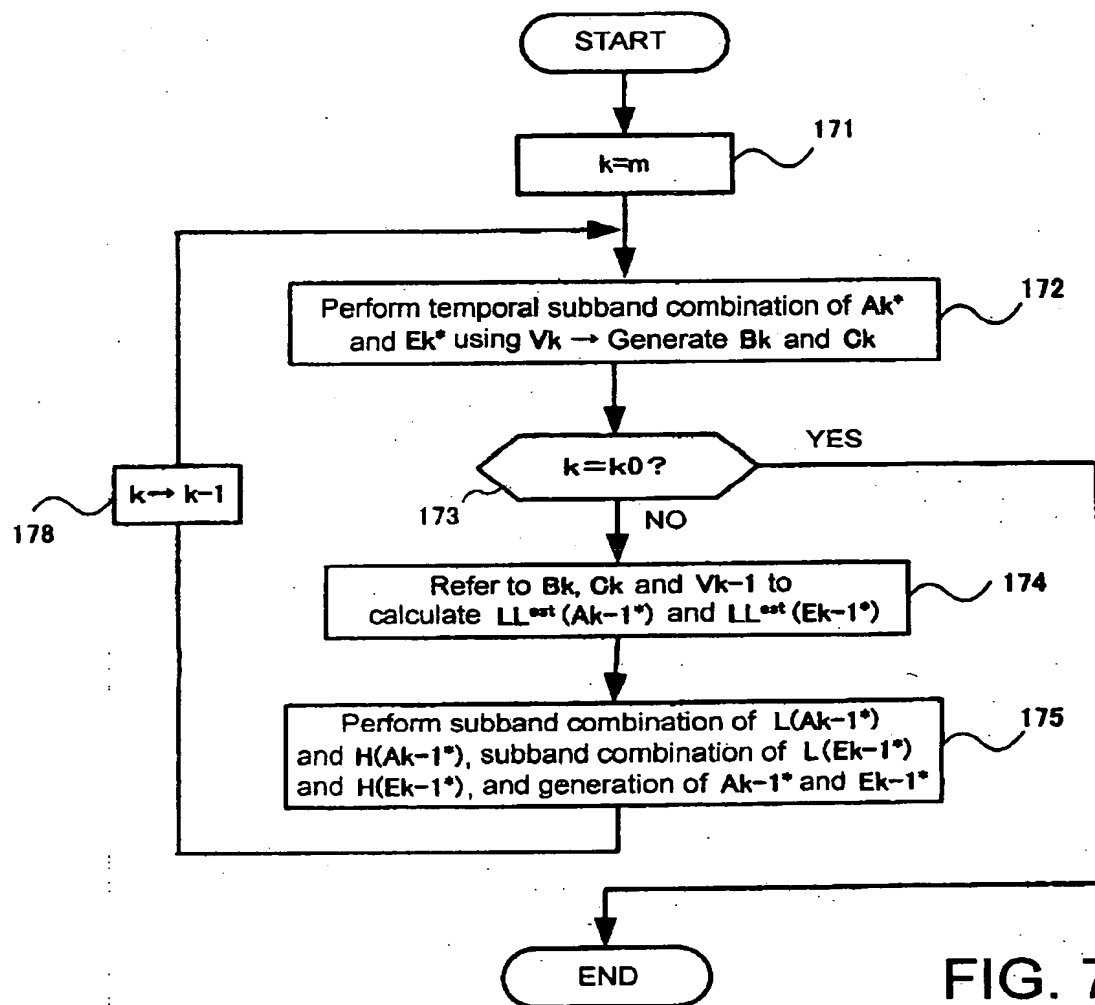 START
171
k=m
172
Perform temporal subband combination of Ak*
and Ek* using Vk → Generate Bk and Ck
YES
k=k0?
173
NO
k→ k-1
178
174
Refer to Bk, Ck and Vk-1 to
calculate LL^est (Ak-1*) and LL^est (Ek-1*)
175
Perform subband combination of L(Ak-1*)
and H(Ak-1*), subband combination of L(Ek-1*)
and H(Ek-1*), and generation of Ak-1* and Ek-1*
END
FIG. 7